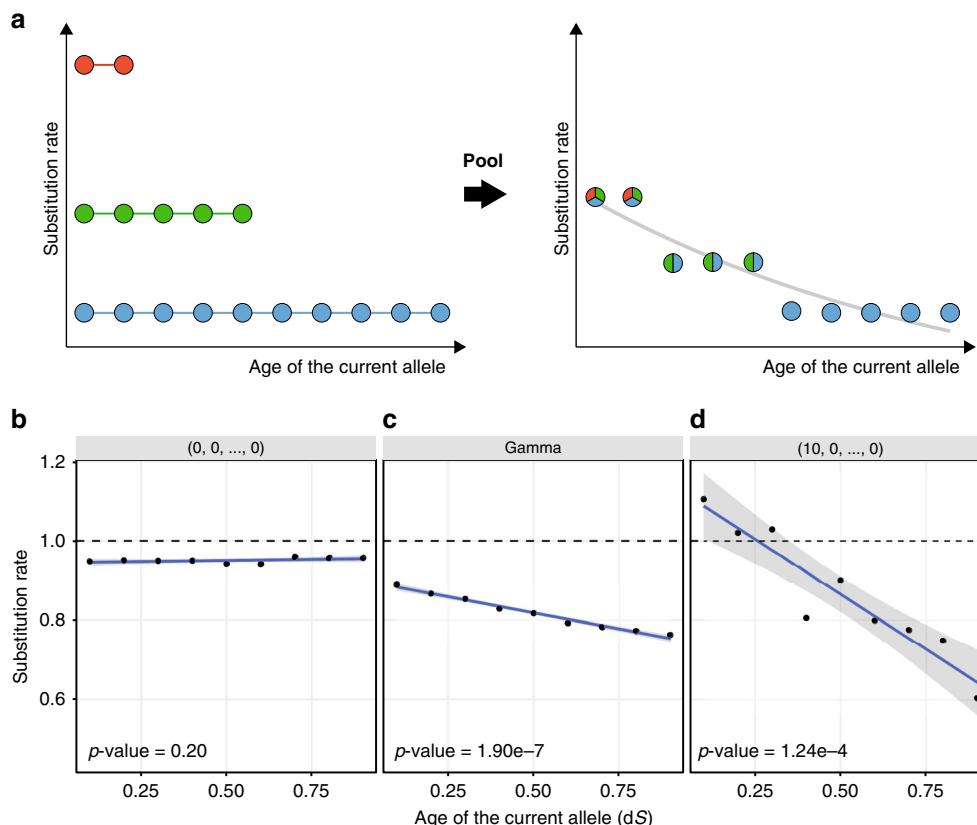 a
Substitution rate
Age of the current allele
Pool
Substitution rate
Age of the current allele
b
c
d
(0, 0, ..., 0)
Gamma
(10, 0, ..., 0)
Substitution rate
1.2
1.0
0.8
0.6
p-value = 0.20
p-value = 1.90e–7
p-value = 1.24e–4
0.25 0.50 0.75
0.25 0.50 0.75
0.25 0.50 0.75
Age of the current allele (dS)